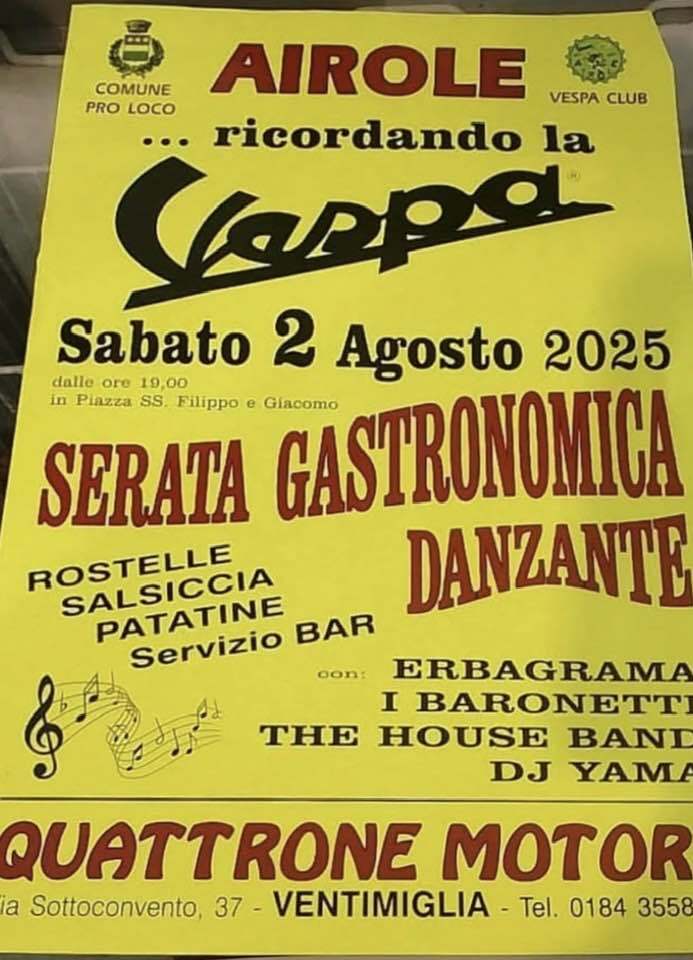 AIROLE
COMUNE
PRO LOCO
VESPA CLUB
... ricordando la
Vespa ®
Sabato 2 Agosto 2025
dalle ore 19,00
in Piazza SS. Filippo e Giacomo
SERATA GASTRONOMICA
DANZANTE
ROSTELLE
SALSICCIA
PATATINE
Servizio BAR
con: ERBAGRAMA
I BARONETTI
THE HOUSE BAND
DJ YAMA
QUATTRONE MOTOR
ia Sottoconvento, 37 - VENTIMIGLIA - Tel. 0184 3558